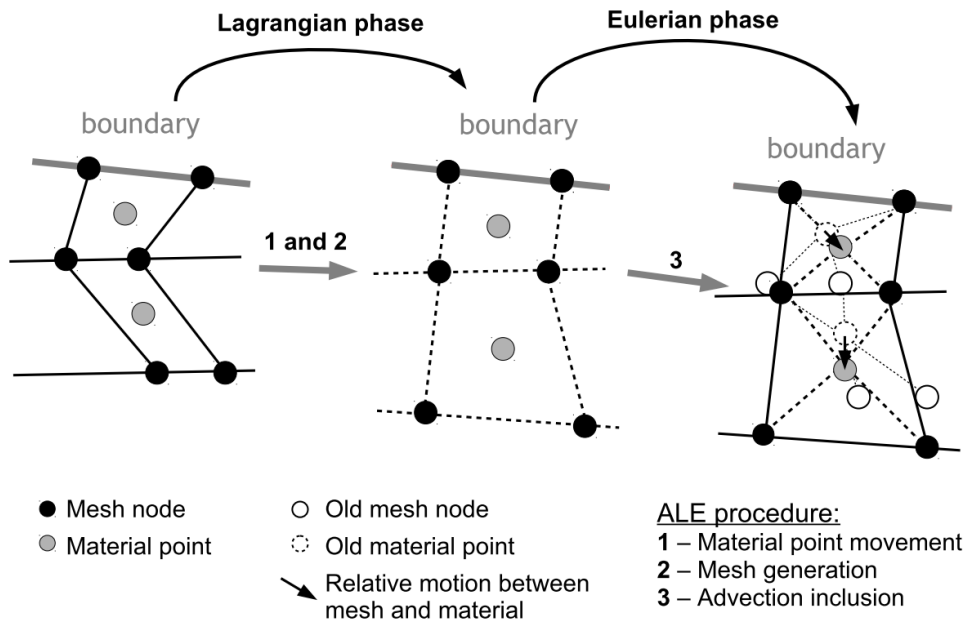 Lagrangian phase
Eulerian phase
boundary
boundary
boundary
1 and 2
3
Mesh node
Material point
Old mesh node
Old material point
Relative motion between
mesh and material
ALE procedure:
1 – Material point movement
2 – Mesh generation
3 – Advection inclusion